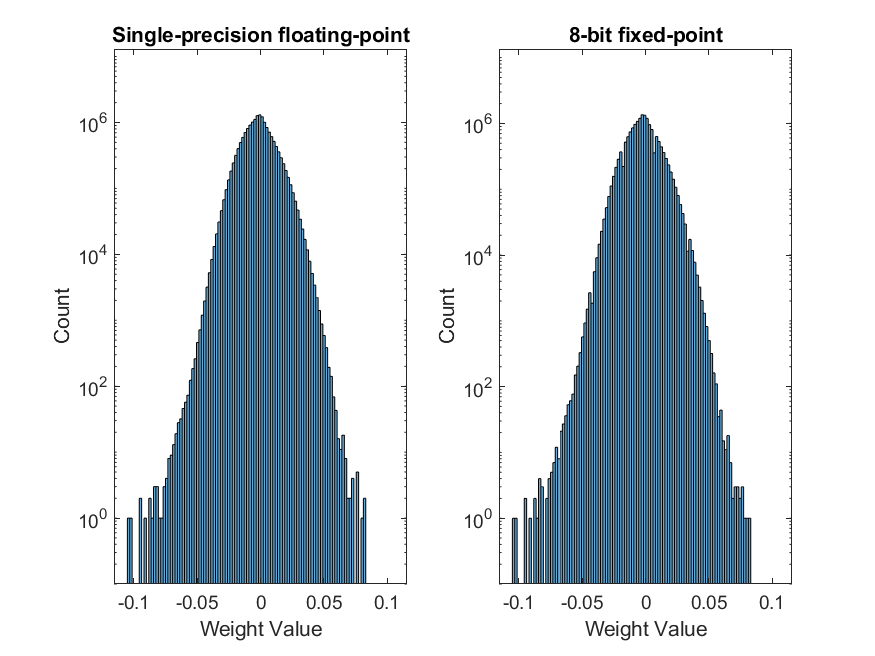 Single-precision floating-point
10^6
10^4
10^2
10^0
Count
-0.1 -0.05 0 0.05 0.1
Weight Value
8-bit fixed-point
10^6
10^4
10^2
10^0
Count
-0.1 -0.05 0 0.05 0.1
Weight Value